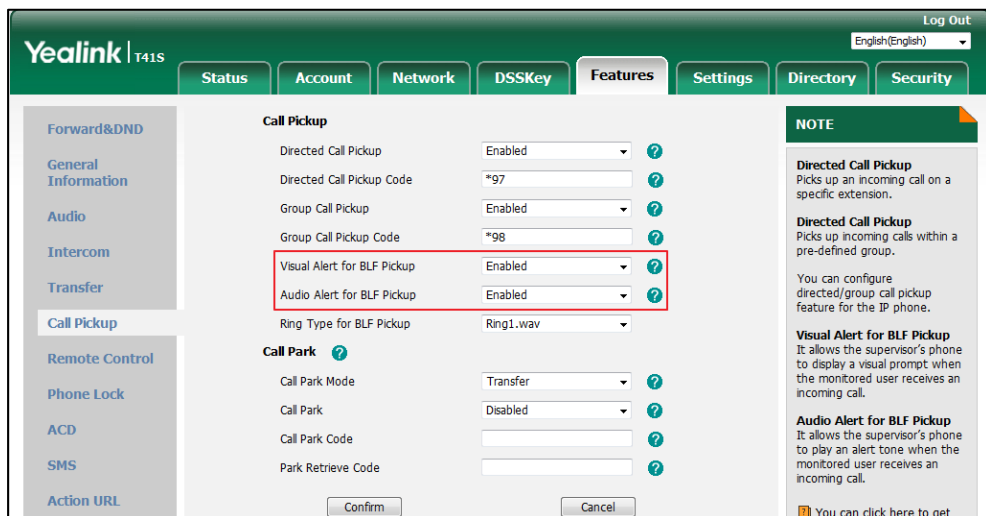 Log Out
Yealink | T41S
English(English)
Status
Account
Network
DSSKey
Features
Settings
Directory
Security
Forward&DND
General
Information
Audio
Intercom
Transfer
Call Pickup
Remote Control
Phone Lock
ACD
SMS
Action URL
Call Pickup
Directed Call Pickup Enabled ?
Directed Call Pickup Code *97 ?
Group Call Pickup Enabled ?
Group Call Pickup Code *98 ?
Visual Alert for BLF Pickup Enabled ?
Audio Alert for BLF Pickup Enabled ?
Ring Type for BLF Pickup Ring1.wav
Call Park ?
Call Park Mode Transfer ?
Call Park Disabled ?
Call Park Code ?
Park Retrieve Code ?
Confirm Cancel
NOTE
Directed Call Pickup
Picks up an incoming call on a
specific extension.
Directed Call Pickup
Picks up incoming calls within a
pre-defined group.
You can configure
directed/group call pickup
feature for the IP phone.
Visual Alert for BLF Pickup
It allows the supervisor's phone
to display a visual prompt when
the monitored user receives an
incoming call.
Audio Alert for BLF Pickup
It allows the supervisor's phone
to play an alert tone when the
monitored user receives an
incoming call.
? You can click here to get